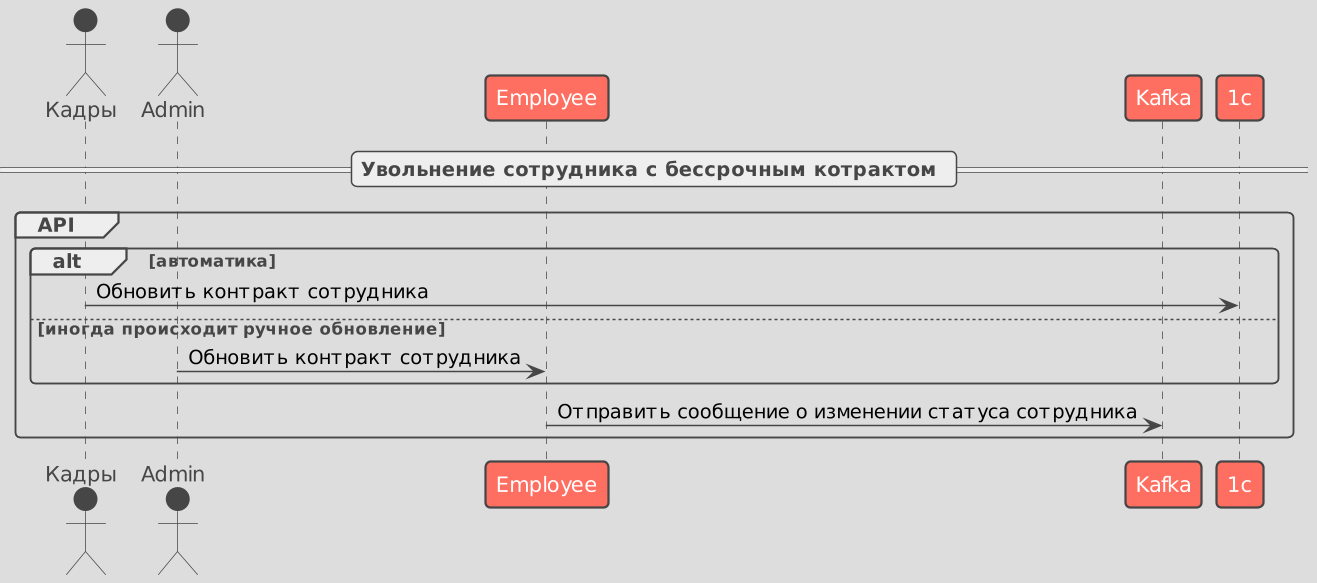 Кадры
Admin
Employee
Kafka
1c
Увольнение сотрудника с бессрочным котрактом
API
alt [автоматика]
Обновить контракт сотрудника
[иногда происходит ручное обновление]
Обновить контракт сотрудника
Отправить сообщение о изменении статуса сотрудника
Кадры
Admin
Employee
Kafka
1c